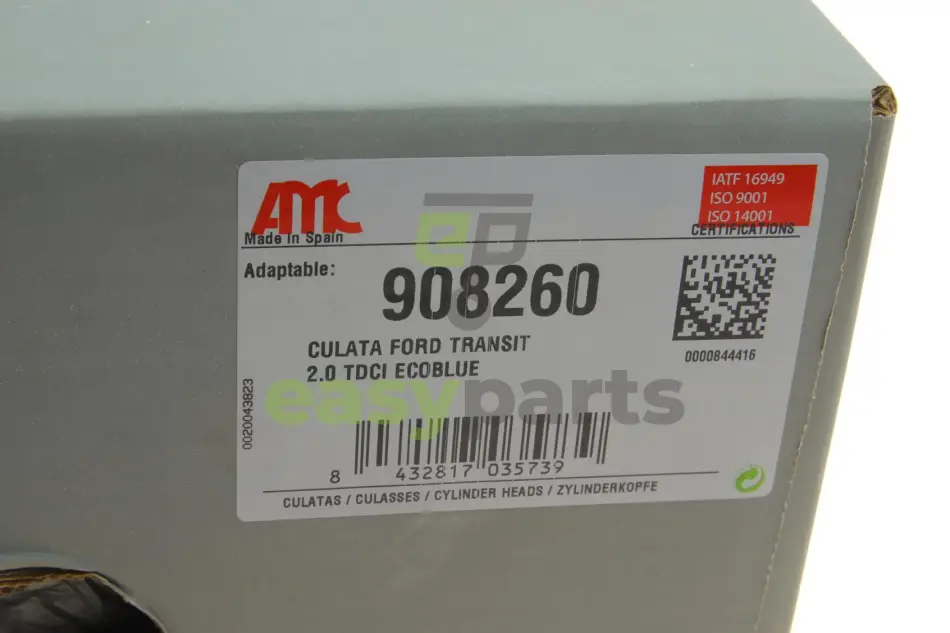 AMC
IATF 16949
ISO 9001
ISO 14001
Made in Spain
CERTIFICATIONS
Adaptable:
908260
CULATA FORD TRANSIT
2.0 TDCI ECOBLUE
0000844416
0020043823
easyparts
8 432817 035739
CULATAS / CULASSES / CYLINDER HEADS / ZYLINDERKOPFE